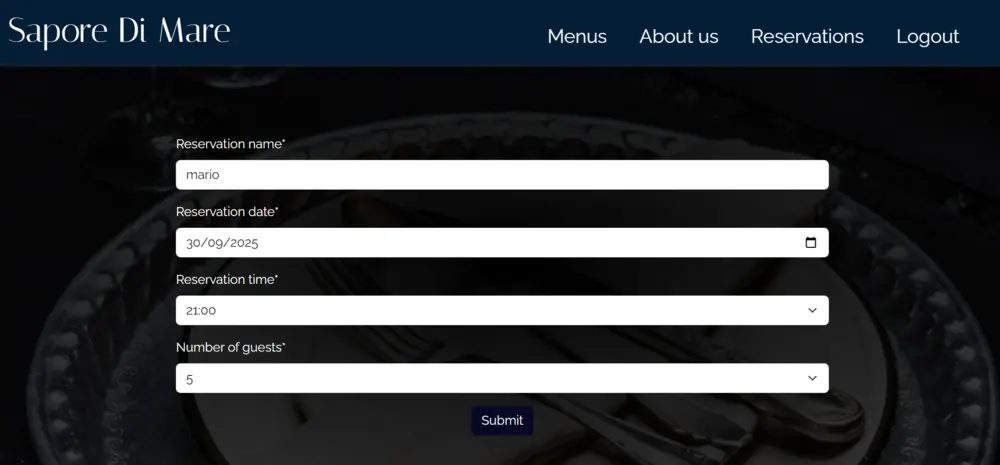 Sapore Di Mare
Menus About us Reservations Logout
Reservation name*
mario
Reservation date*
30/09/2025
Reservation time*
21:00
Number of guests*
5
Submit